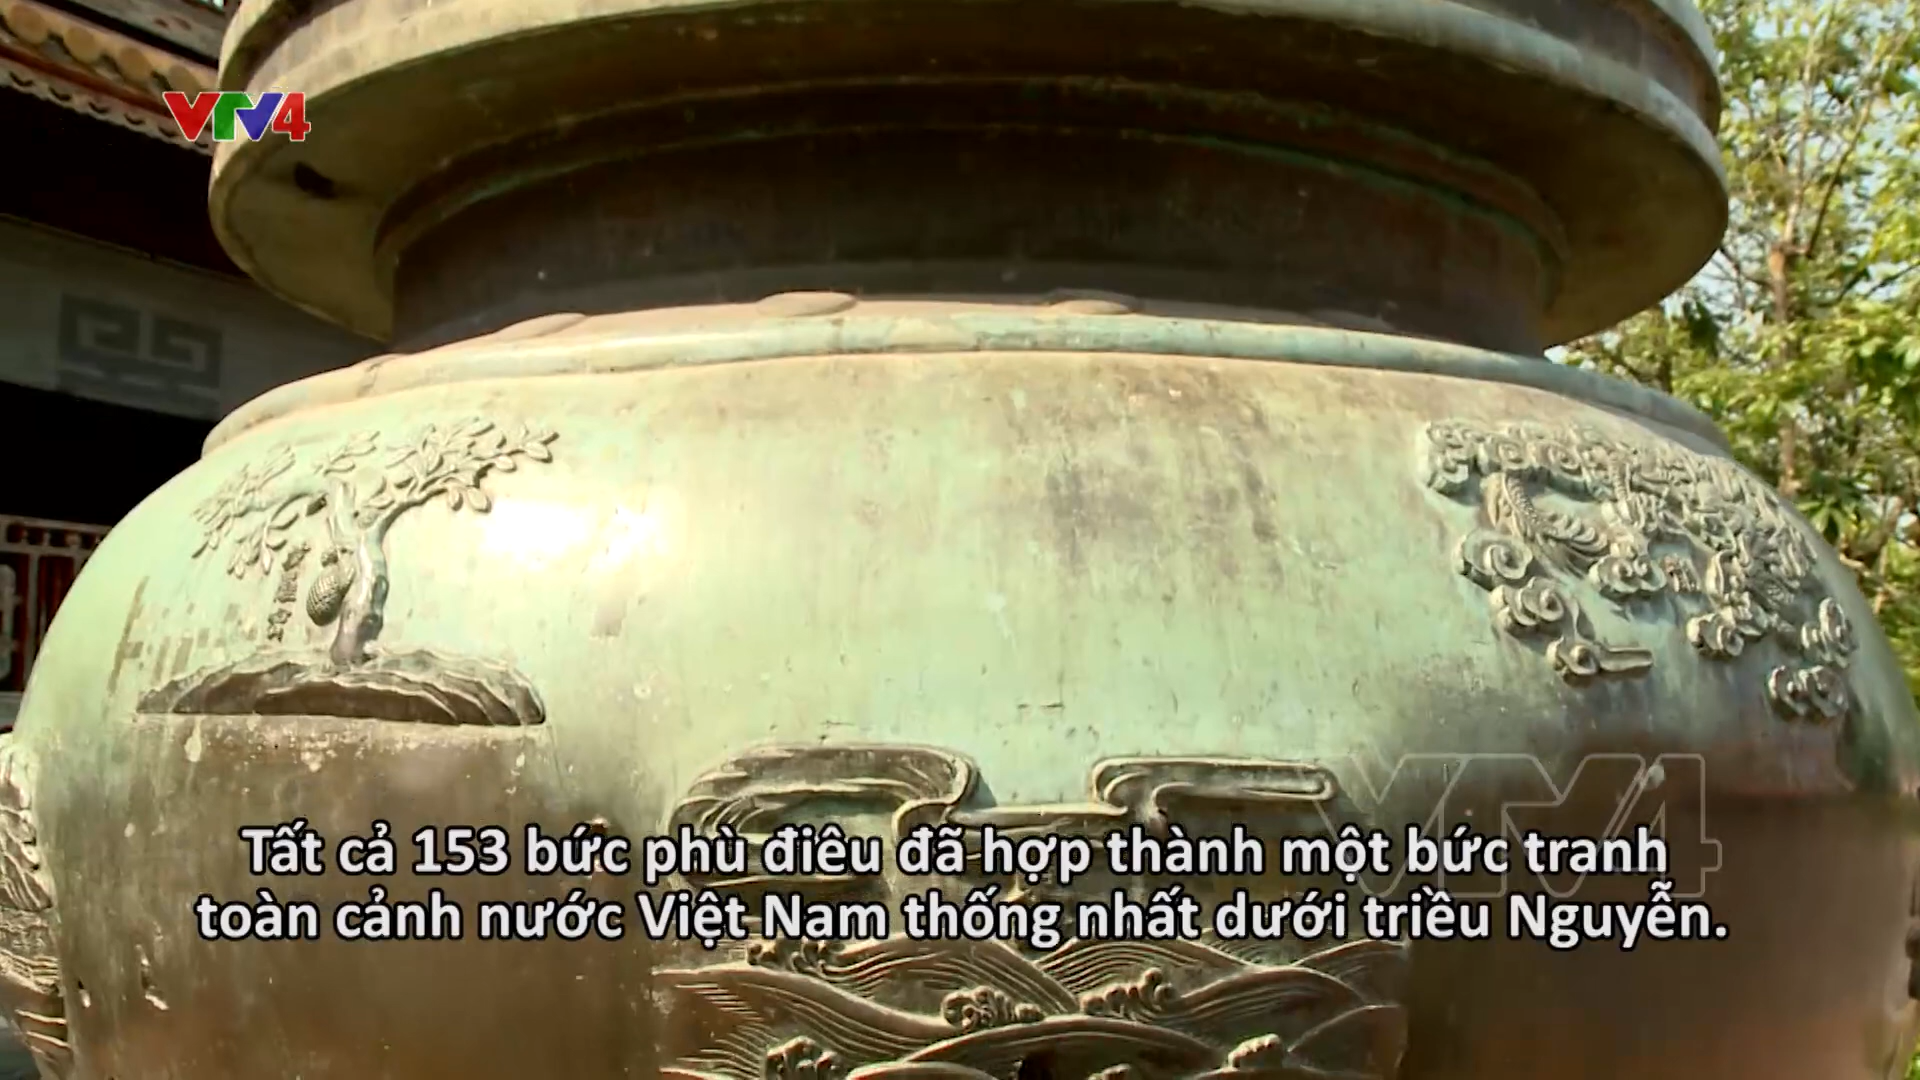 VTV4
VTV4
Tất cả 153 bức phù điêu đã hợp thành một bức tranh
toàn cảnh nước Việt Nam thống nhất dưới triều Nguyễn.